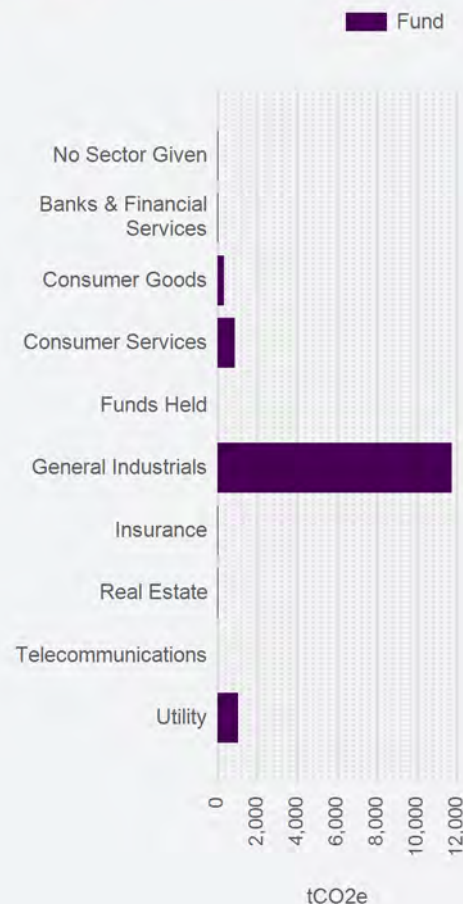 Fund
No Sector Given
Banks & Financial
Services
Consumer Goods
Consumer Services
Funds Held
General Industrials
Insurance
Real Estate
Telecommunications
Utility
0
2,000
4,000
6,000
8,000
10,000
12,000
tCO2e